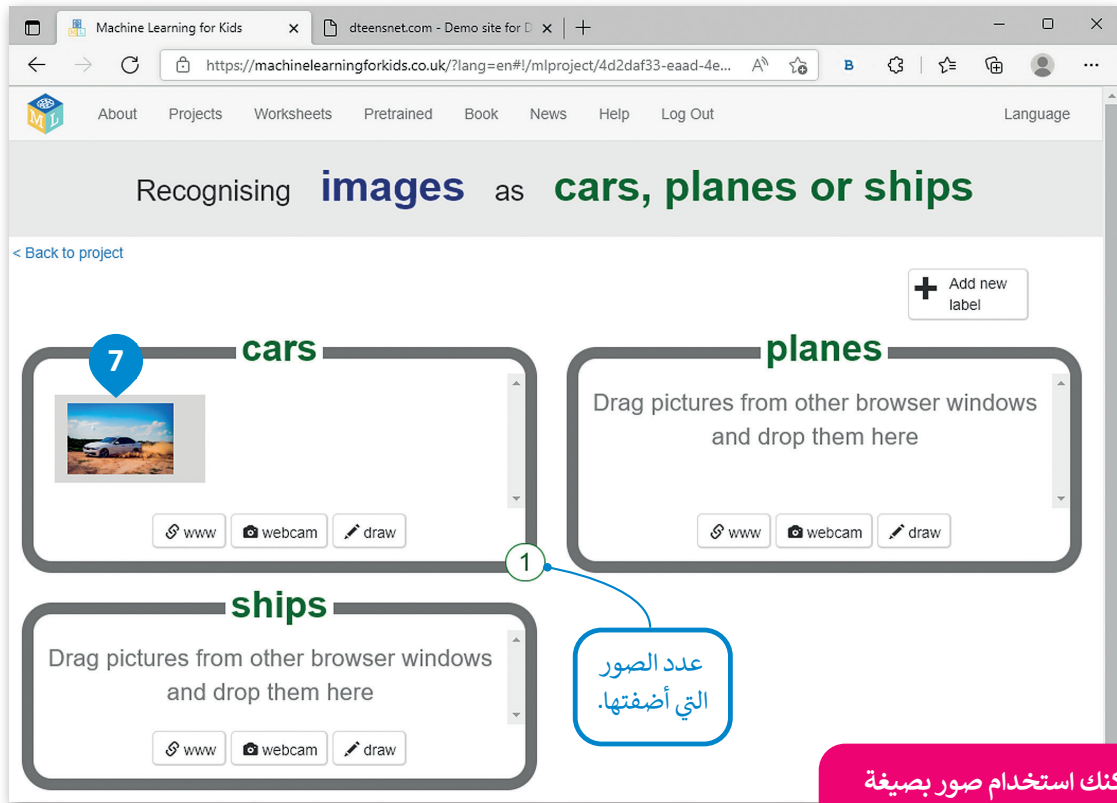 Machine Learning for Kids
dteensnet.com - Demo site for D
https://machinelearningforkids.co.uk/?lang=en#!/mlproject/4d2daf33-eaad-4e...
B
ML
About Projects Worksheets Pretrained Book News Help Log Out Language
Recognising images as cars, planes or ships
< Back to project
Add new
label
cars
7
www webcam draw
1
planes
Drag pictures from other browser windows
and drop them here
www webcam draw
ships
Drag pictures from other browser windows
and drop them here
www webcam draw
عدد الصور
التي أضفتها.
استخدام صور بصيغة